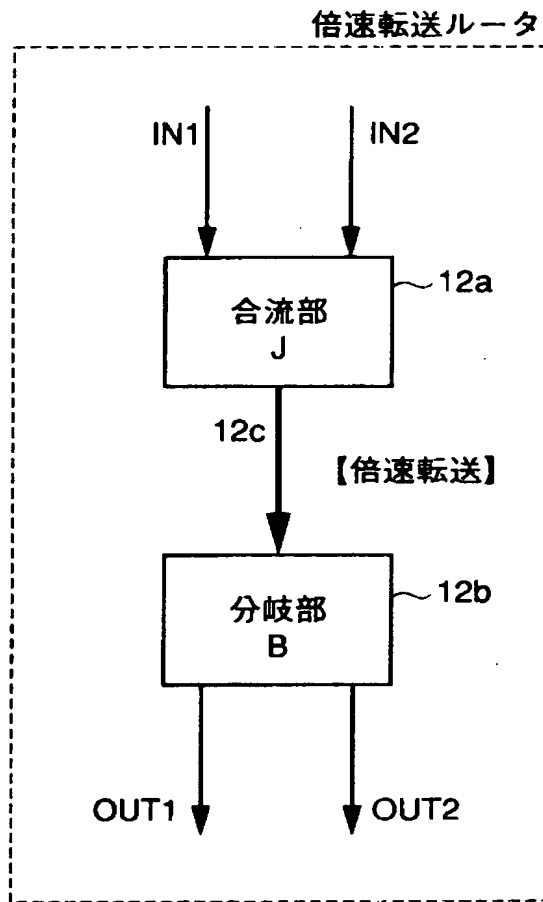 倍速転送ルータ
IN1
IN2
合流部
J
12a
12c
【倍速転送】
分岐部
B
12b
OUT1
OUT2